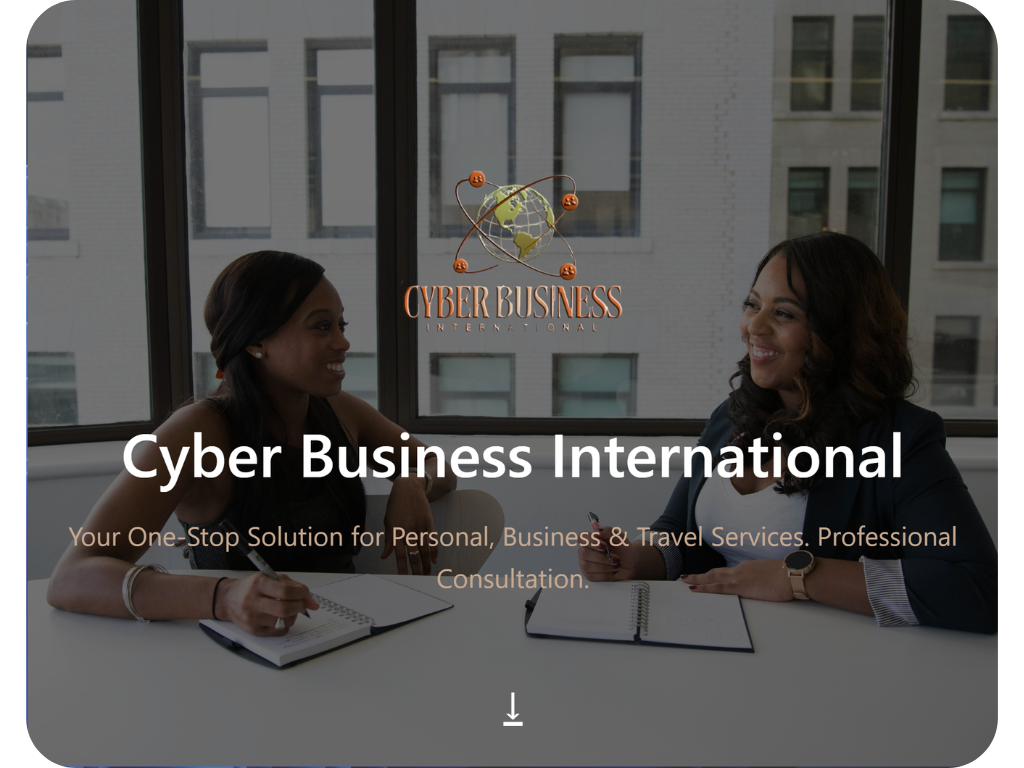 CYBER BUSINESS
INTERNATIONAL
Cyber Business International
Your One-Stop Solution for Personal, Business & Travel Services. Professional
Consultation.